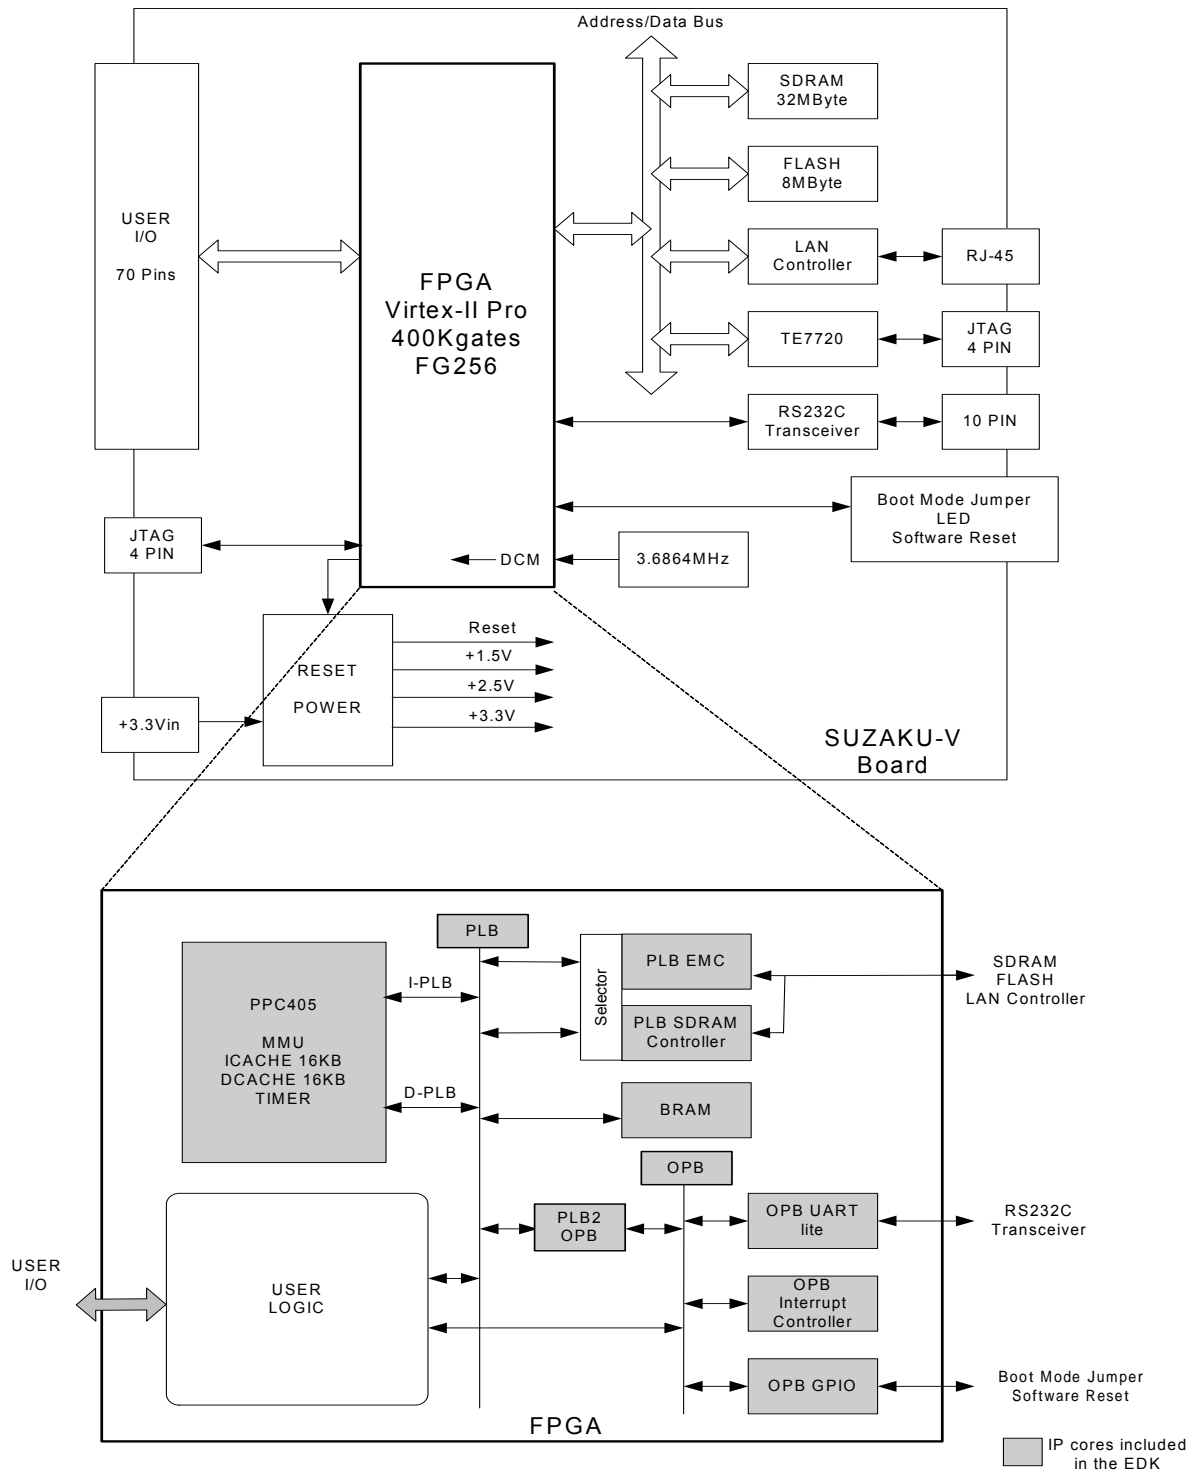 Address/Data Bus
SDRAM
32MByte
FLASH
8MByte
USER
I/O
70 Pins
LAN
Controller
RJ-45
FPGA
Virtex-II Pro
400Kgates
FG256
TE7720
JTAG
4 PIN
RS232C
Transceiver
10 PIN
Boot Mode Jumper
LED
Software Reset
JTAG
4 PIN
DCM
3.6864MHz
Reset
+1.5V
+2.5V
+3.3V
RESET
POWER
+3.3Vin
SUZAKU-V
Board
PLB
PLB EMC
Selector
SDRAM
FLASH
LAN Controller
I-PLB
PPC405
MMU
ICACHE 16KB
DCACHE 16KB
TIMER
PLB SDRAM
Controller
D-PLB
BRAM
OPB
PLB2
OPB
OPB UART
lite
RS232C
Transceiver
USER
I/O
USER
LOGIC
OPB
Interrupt
Controller
OPB GPIO
Boot Mode Jumper
Software Reset
FPGA
IP cores included
in the EDK